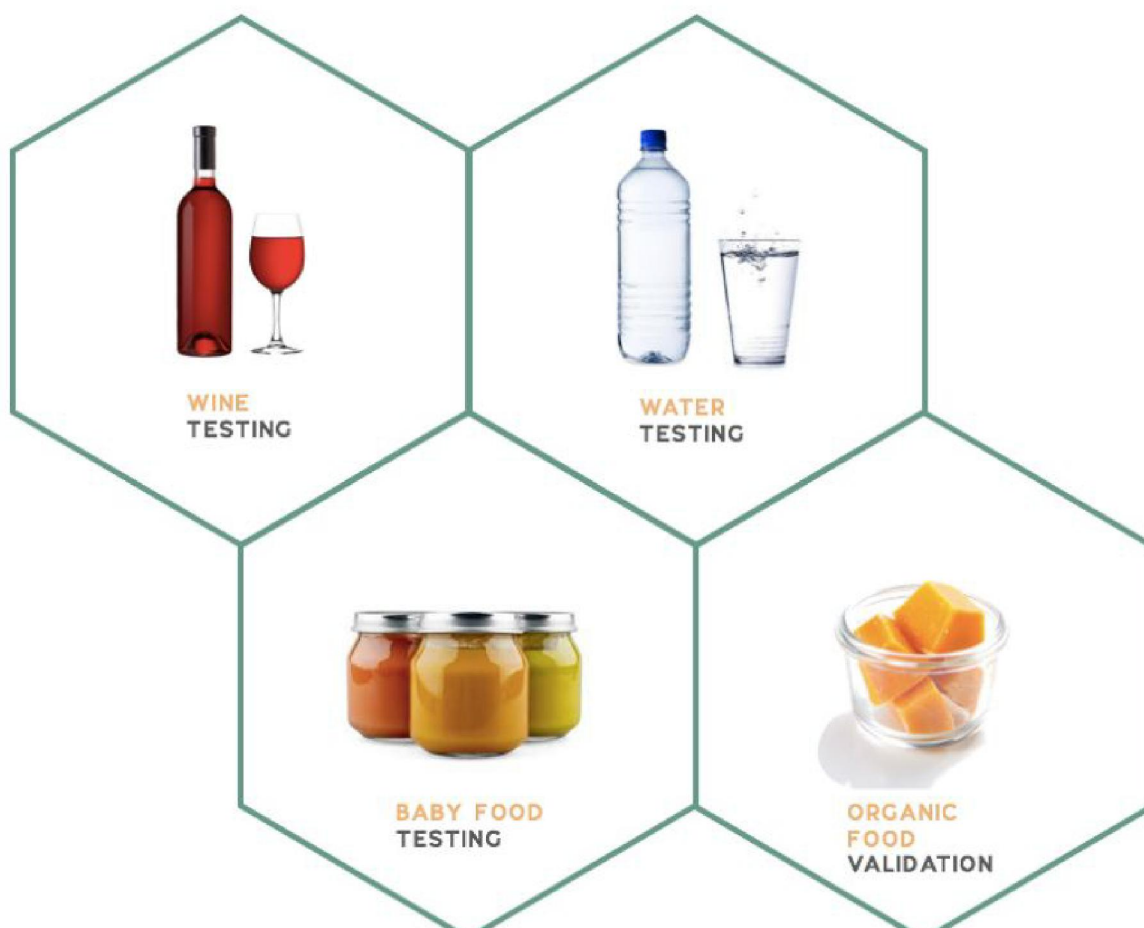 WINE
TESTING
WATER
TESTING
BABY FOOD
TESTING
ORGANIC
FOOD
VALIDATION